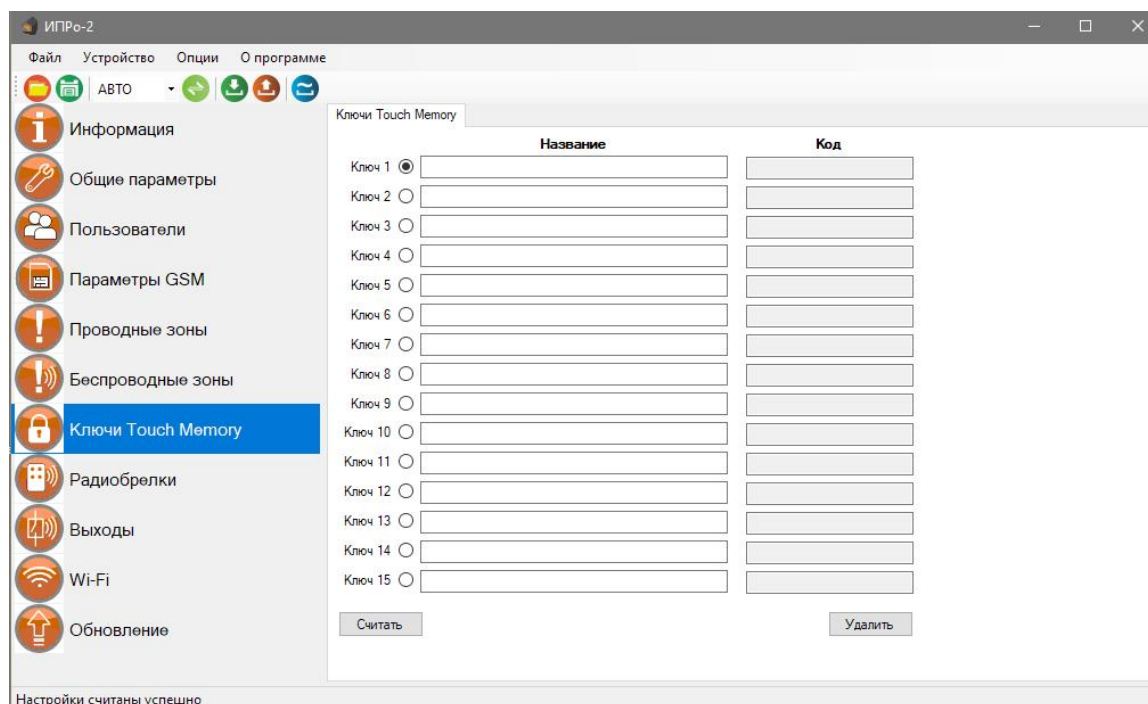 ИПРо-2
Файл Устройство Опции О программе
АВТО
Информация
Общие параметры
Пользователи
Параметры GSM
Проводные зоны
Беспроводные зоны
Ключи Touch Memory
Радиобрелки
Выходы
Wi-Fi
Обновление
Ключи Touch Memory
Название Код
Ключ 1
Ключ 2
Ключ 3
Ключ 4
Ключ 5
Ключ 6
Ключ 7
Ключ 8
Ключ 9
Ключ 10
Ключ 11
Ключ 12
Ключ 13
Ключ 14
Ключ 15
Считать Удалить
Настройки считаны успешно